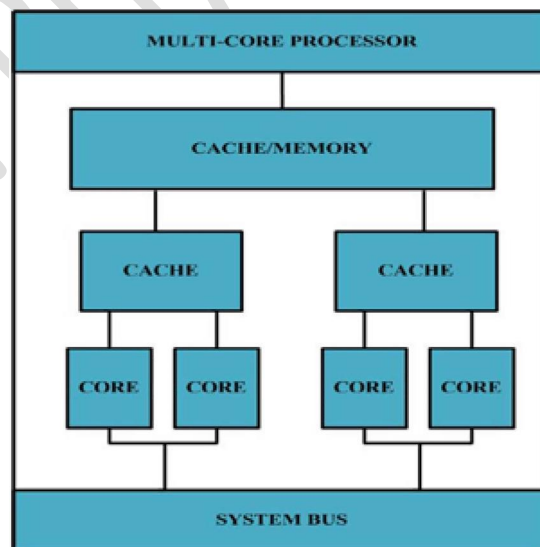 MULTI-CORE PROCESSOR
CACHE/MEMORY
CACHE
CACHE
CORE
CORE
CORE
CORE
SYSTEM BUS